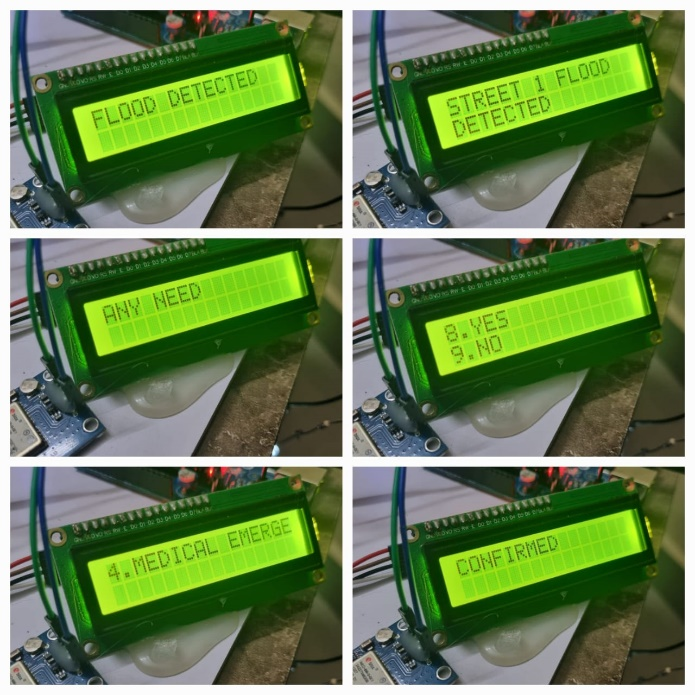 FLOOD DETECTED
STREET 1 FLOOD
DETECTED
ANY NEED
8.YES
9.NO
4.MEDICAL EMERGE
CONFIRMED